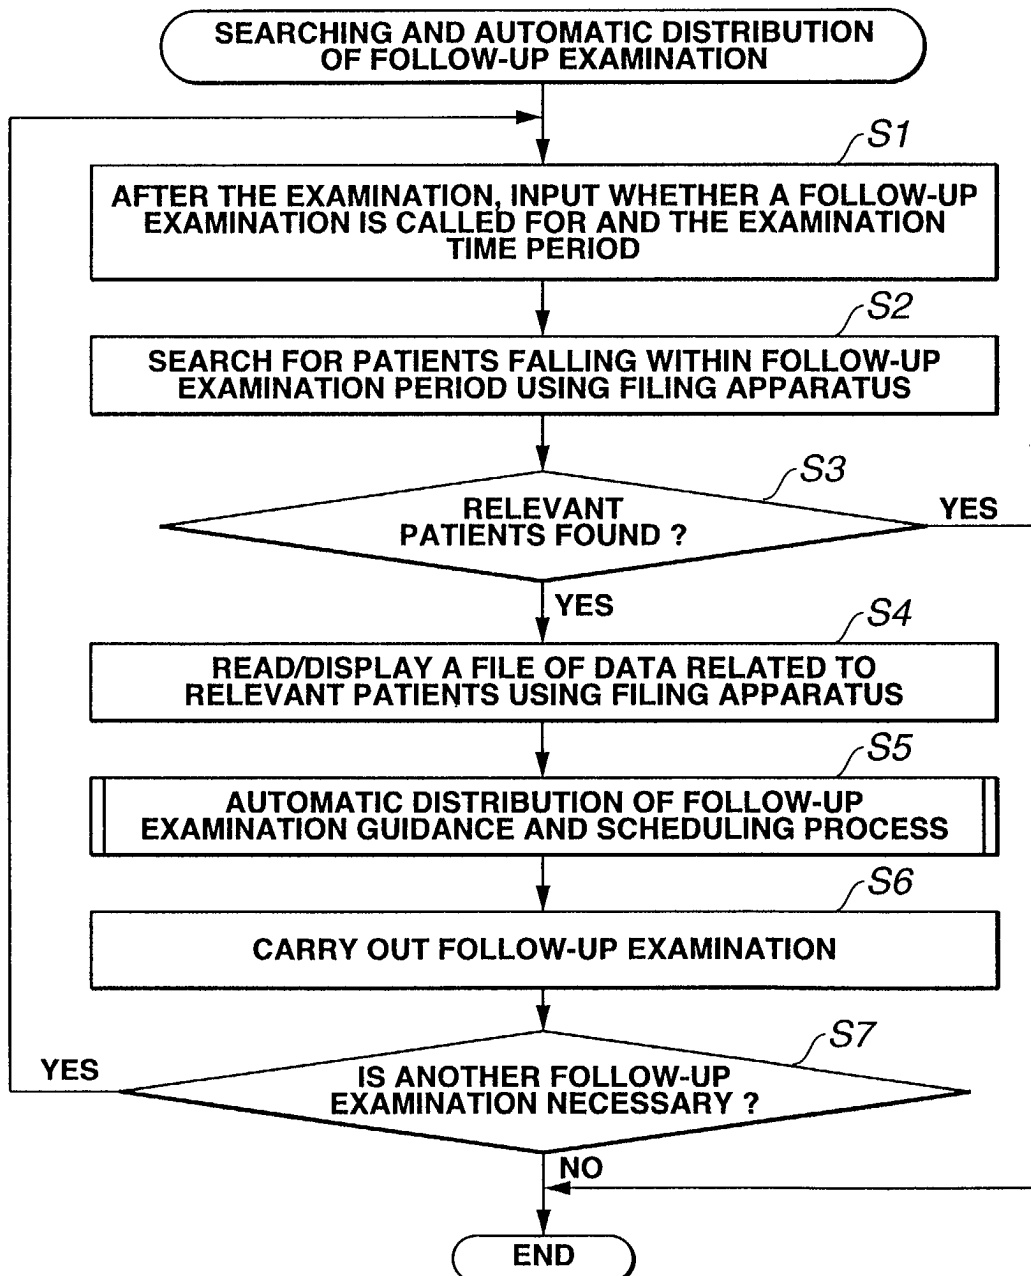 SEARCHING AND AUTOMATIC DISTRIBUTION
OF FOLLOW-UP EXAMINATION
S1
AFTER THE EXAMINATION, INPUT WHETHER A FOLLOW-UP
EXAMINATION IS CALLED FOR AND THE EXAMINATION
TIME PERIOD
S2
SEARCH FOR PATIENTS FALLING WITHIN FOLLOW-UP
EXAMINATION PERIOD USING FILING APPARATUS
S3
RELEVANT
PATIENTS FOUND ?
YES
YES
S4
READ/DISPLAY A FILE OF DATA RELATED TO
RELEVANT PATIENTS USING FILING APPARATUS
S5
AUTOMATIC DISTRIBUTION OF FOLLOW-UP
EXAMINATION GUIDANCE AND SCHEDULING PROCESS
S6
CARRY OUT FOLLOW-UP EXAMINATION
S7
YES
IS ANOTHER FOLLOW-UP
EXAMINATION NECESSARY ?
NO
END